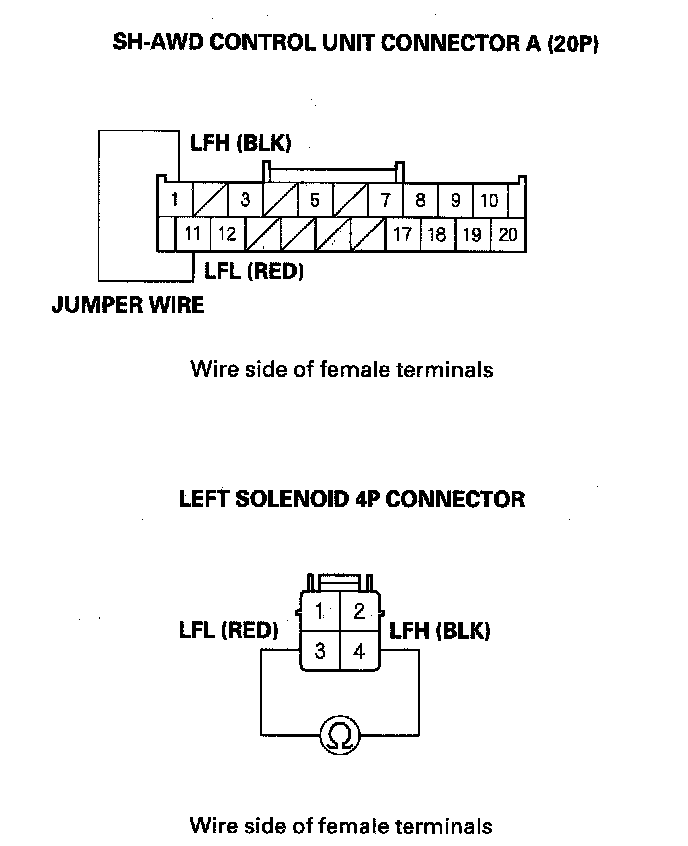 SH-AWD CONTROL UNIT CONNECTOR A (20P)
LFH (BLK)
1 3 5 7 8 9 10
11 12 17 18 19 20
LFL (RED)
JUMPER WIRE
Wire side of female terminals
LEFT SOLENOID 4P CONNECTOR
1 2
LFL (RED) LFH (BLK)
3 4
Ω
Wire side of female terminals